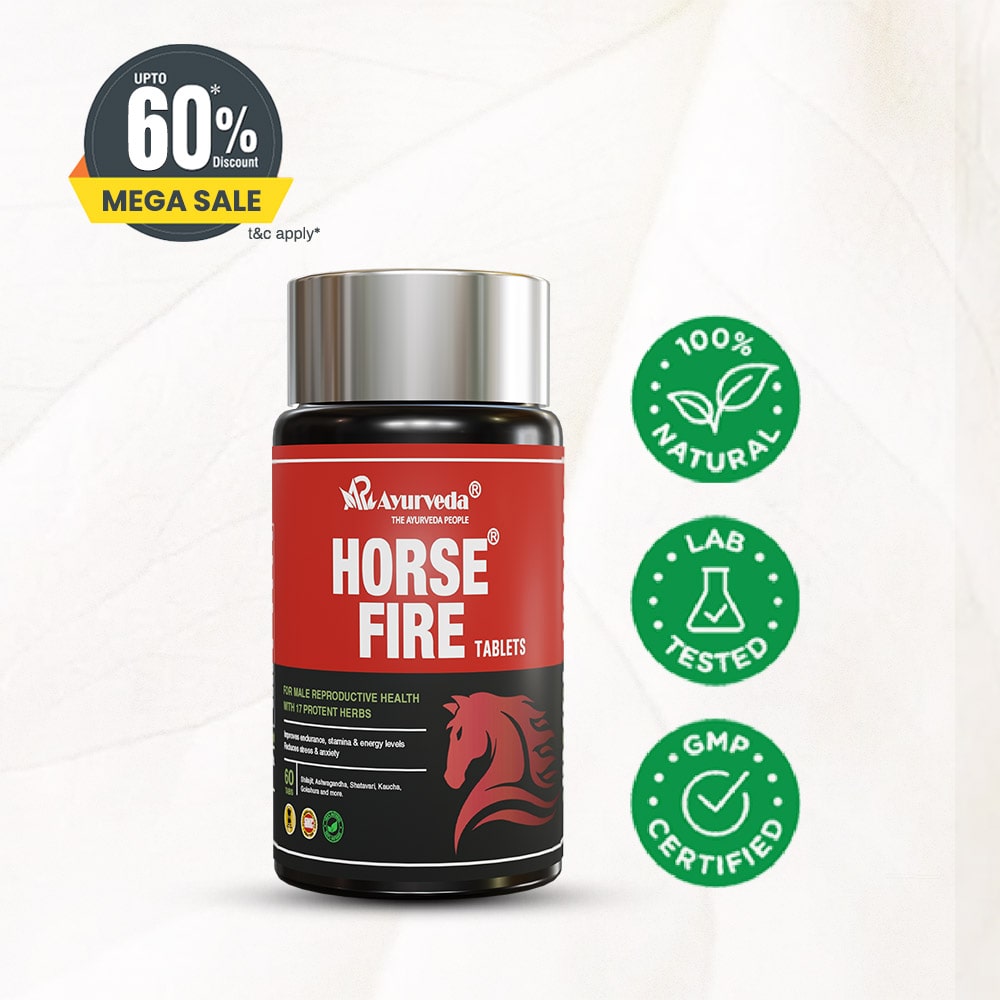 UPTO
60%*
Discount
MEGA SALE
t&c apply*
Ayurveda®
THE AYURVEDA PEOPLE
HORSE®
FIRE TABLETS
FOR MALE REPRODUCTIVE HEALTH
WITH 17 PROTENT HERBS
Improves endurance, stamina & energy levels
Reduces stress & anxiety
60
TABS
Shilajit, Ashwagandha, Shatavari, Kaucha,
Gokshura and more.
100%
NATURAL
LAB
TESTED
GMP
CERTIFIED